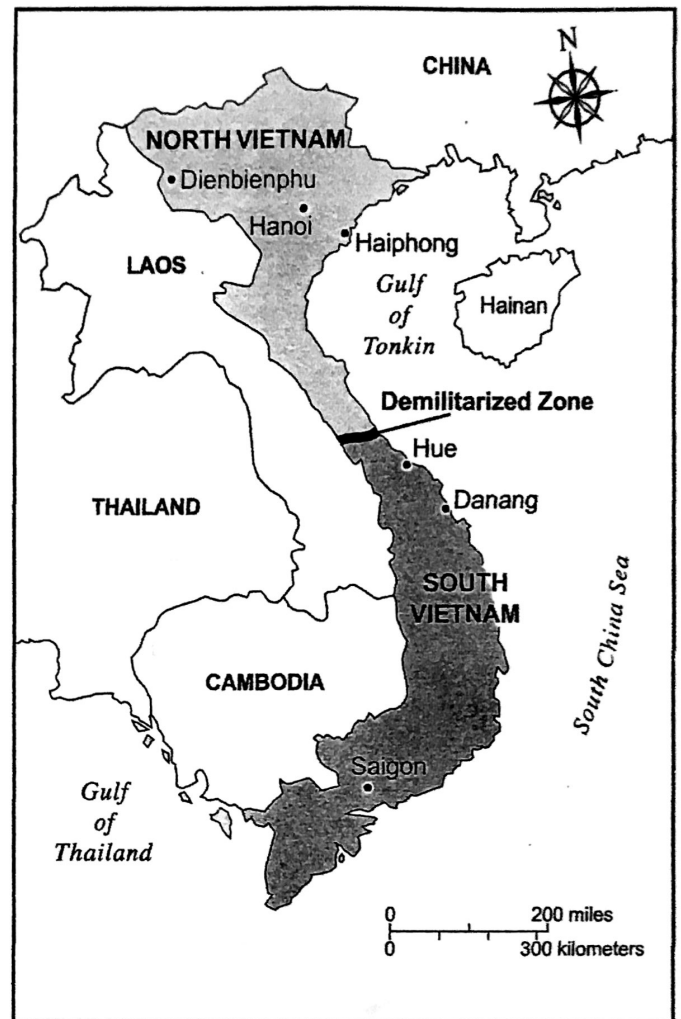 N
CHINA
NORTH VIETNAM
Dienbienphu
Hanoi
Haiphong
LAOS
Gulf
of
Tonkin
Hainan
Demilitarized Zone
Hue
THAILAND
Danang
SOUTH
VIETNAM
South China Sea
CAMBODIA
Saigon
Gulf
of
Thailand
0 200 miles
0 300 kilometers